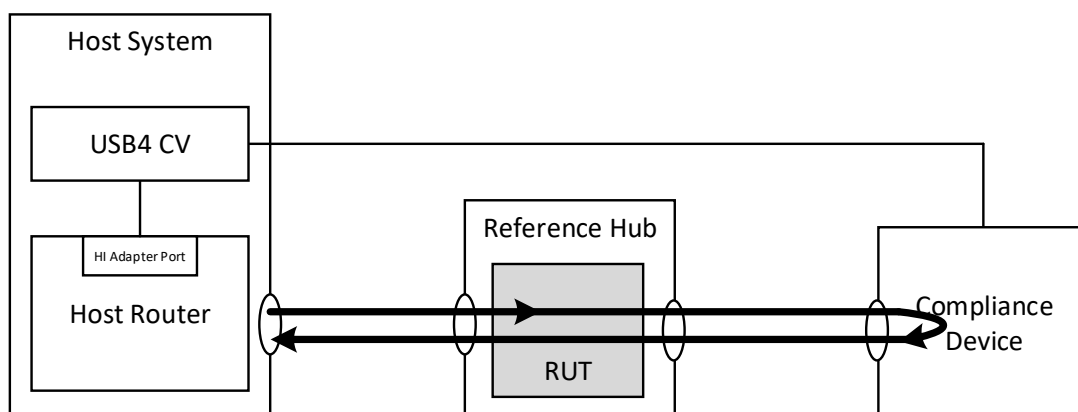 Host System
USB4 CV
HI Adapter Port
Host Router
Reference Hub
RUT
Compliance
Device